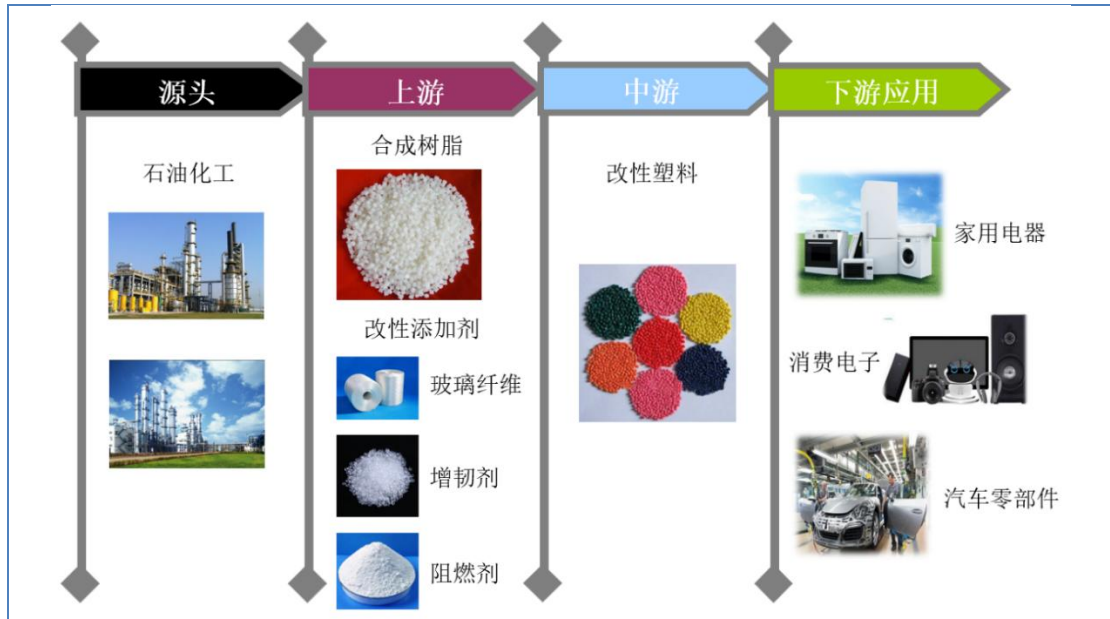 源头
上游
中游
下游应用
石油化工
合成树脂
改性添加剂
玻璃纤维
增韧剂
阻燃剂
改性塑料
家用电器
消费电子
汽车零部件